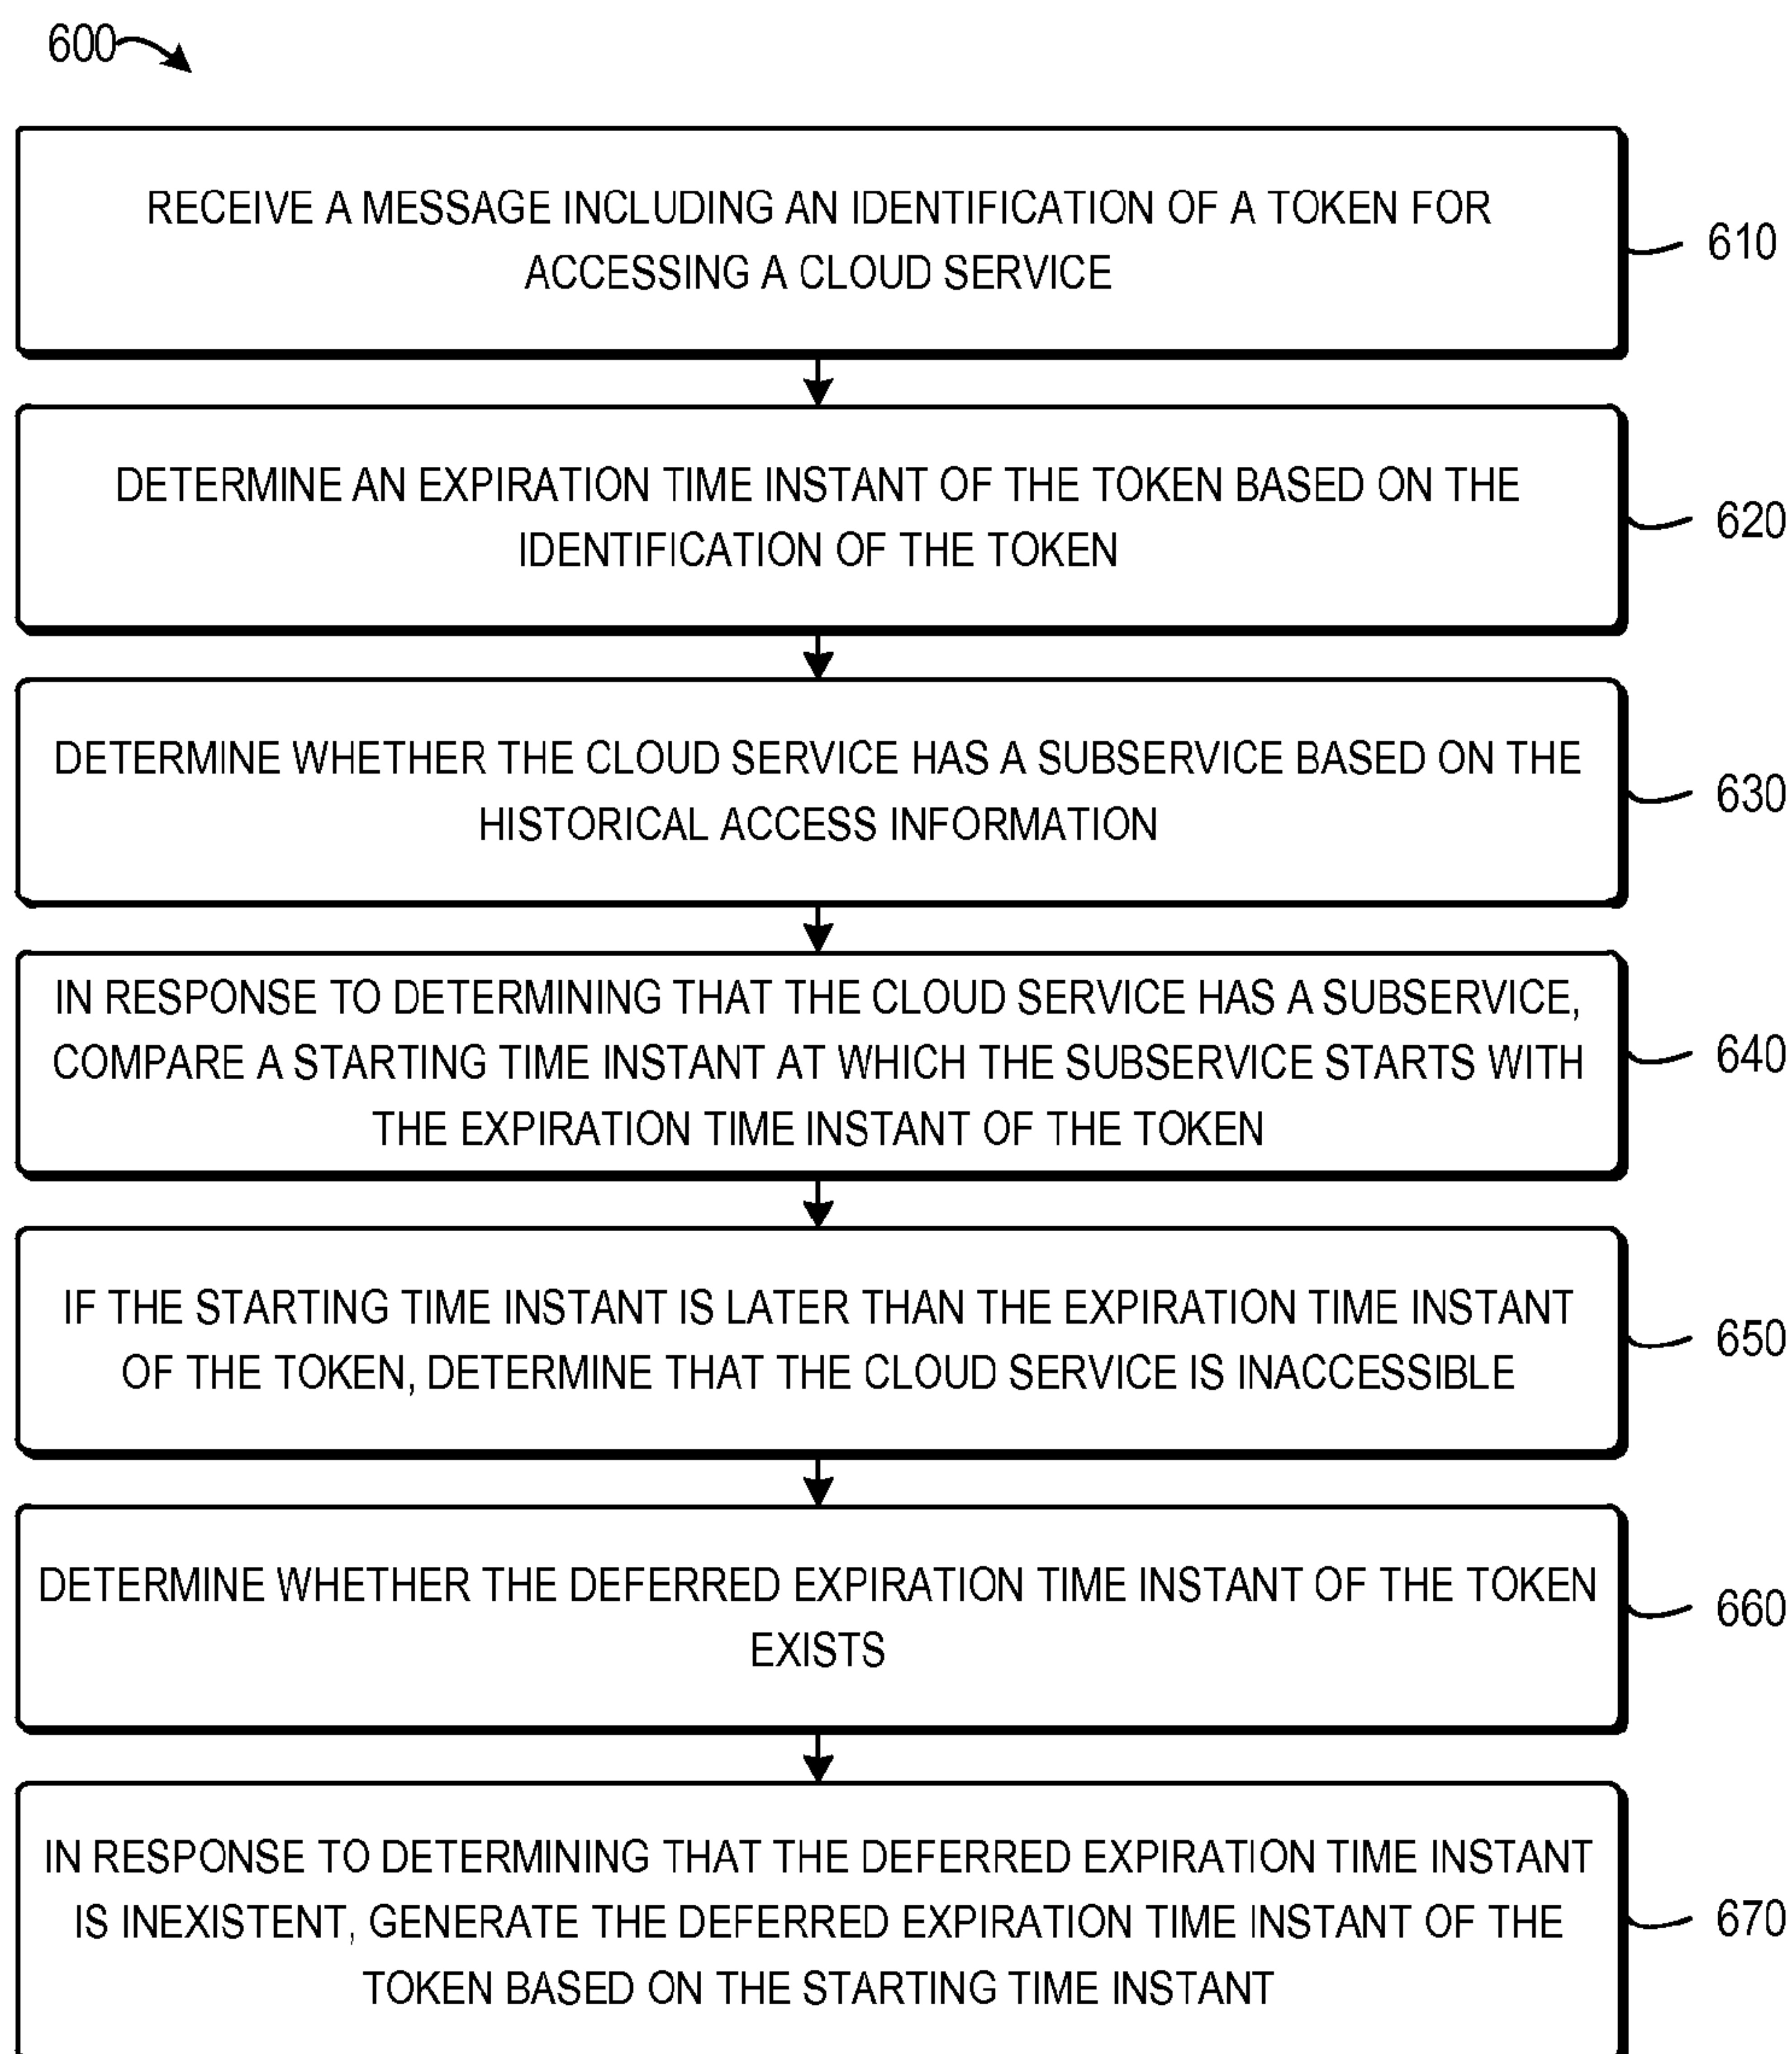 600
RECEIVE A MESSAGE INCLUDING AN IDENTIFICATION OF A TOKEN FOR
ACCESSING A CLOUD SERVICE
610
DETERMINE AN EXPIRATION TIME INSTANT OF THE TOKEN BASED ON THE
IDENTIFICATION OF THE TOKEN
620
DETERMINE WHETHER THE CLOUD SERVICE HAS A SUBSERVICE BASED ON THE
HISTORICAL ACCESS INFORMATION
630
IN RESPONSE TO DETERMINING THAT THE CLOUD SERVICE HAS A SUBSERVICE,
COMPARE A STARTING TIME INSTANT AT WHICH THE SUBSERVICE STARTS WITH
THE EXPIRATION TIME INSTANT OF THE TOKEN
640
IF THE STARTING TIME INSTANT IS LATER THAN THE EXPIRATION TIME INSTANT
OF THE TOKEN, DETERMINE THAT THE CLOUD SERVICE IS INACCESSIBLE
650
DETERMINE WHETHER THE DEFERRED EXPIRATION TIME INSTANT OF THE TOKEN
EXISTS
660
IN RESPONSE TO DETERMINING THAT THE DEFERRED EXPIRATION TIME INSTANT
IS INEXISTENT, GENERATE THE DEFERRED EXPIRATION TIME INSTANT OF THE
TOKEN BASED ON THE STARTING TIME INSTANT
670